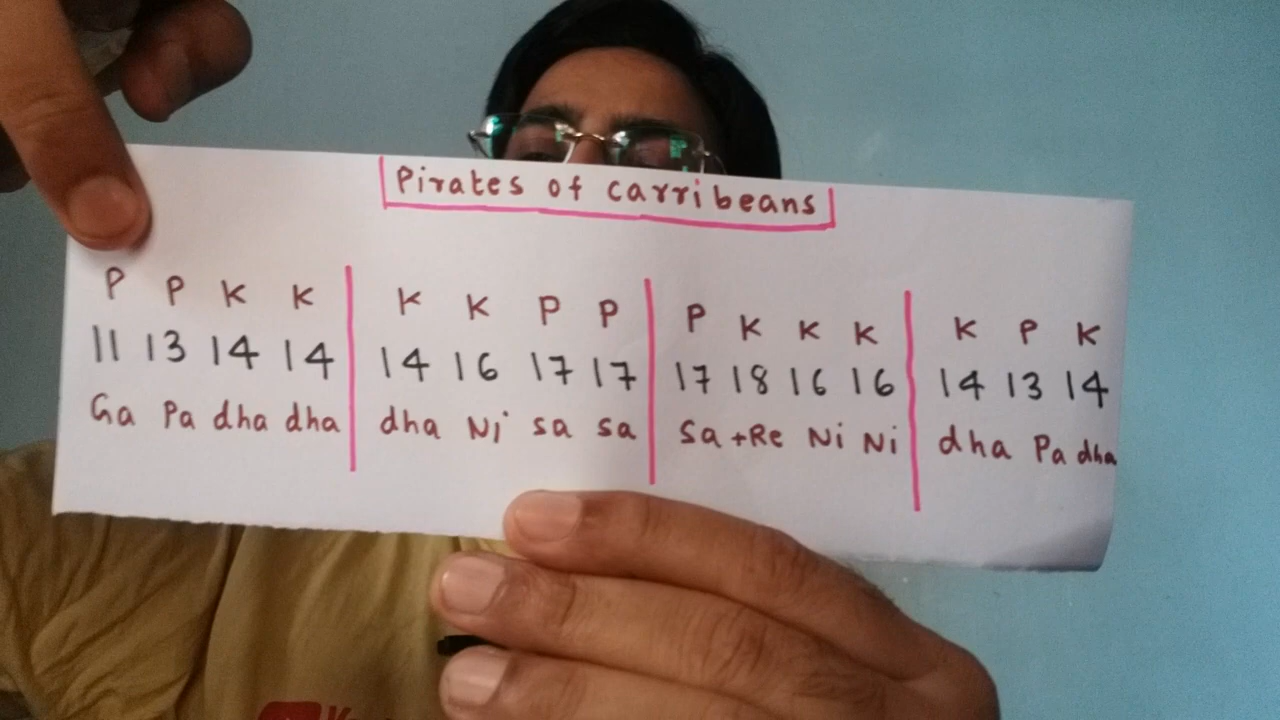 Pirates of carribeans
P P K K K K P P P K K K K P K
11 13 14 14 14 16 17 17 17 18 16 16 14 13 14
Ga Pa dha dha dha Ni sa sa Sa +Re Ni Ni dha Pa dha